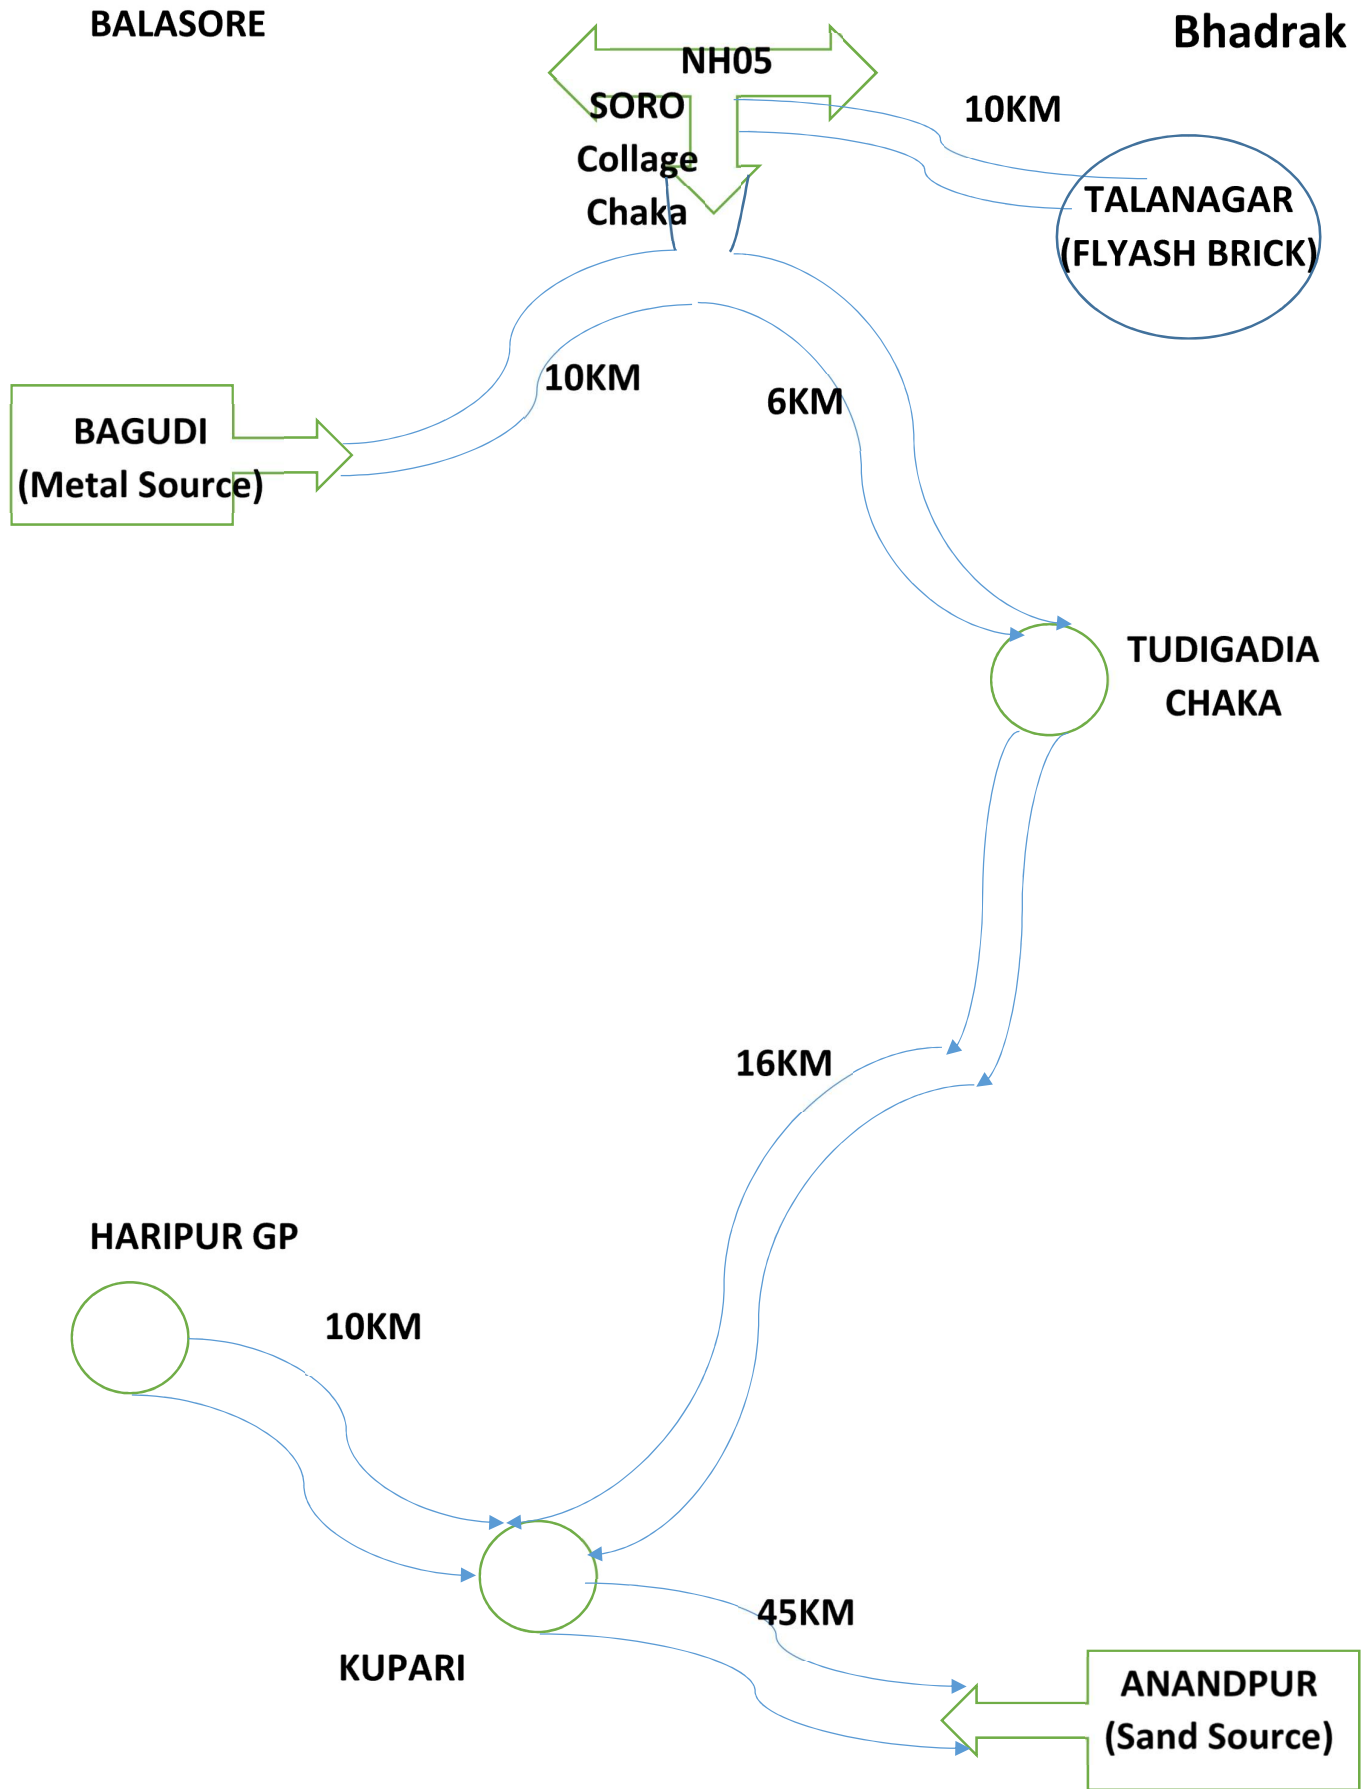 BALASORE
Bhadrak
NH05
SORO
Collage
Chaka
10KM
TALANAGAR
(FLYASH BRICK)
10KM
6KM
BAGUDI
(Metal Source)
TUDIGADIA
CHAKA
16KM
HARIPUR GP
10KM
45KM
KUPARI
ANANDPUR
(Sand Source)